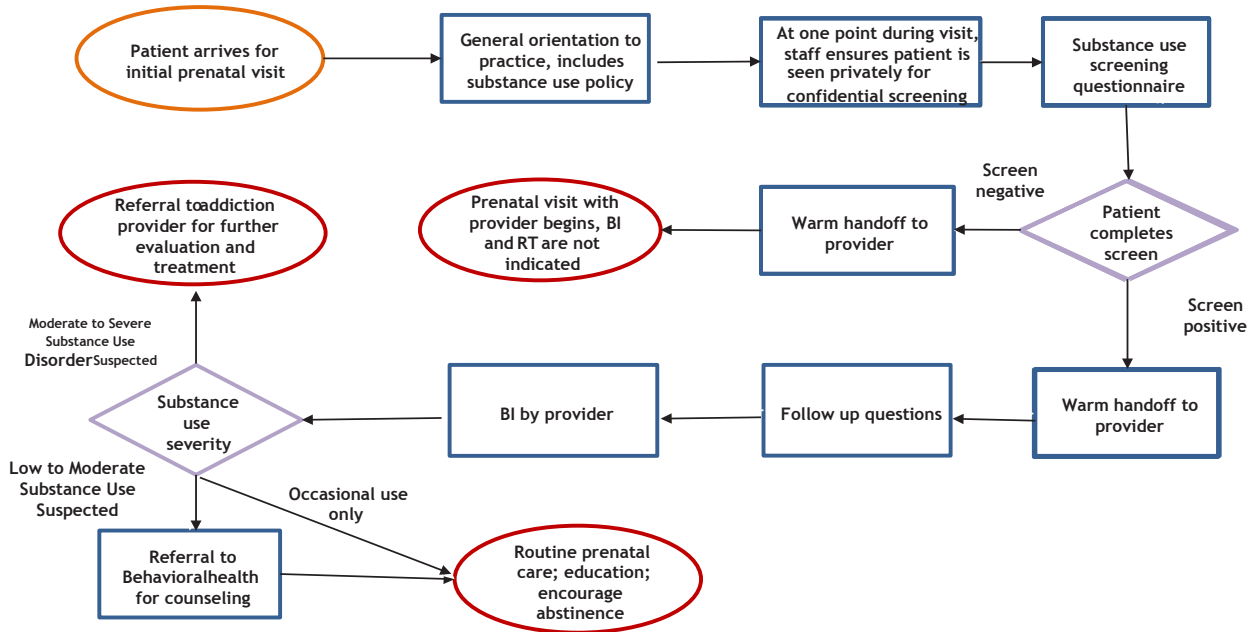 Patient arrives for
initial prenatal visit
General orientation to
practice, includes
substance use policy
At one point during visit,
staff ensures patient is
seen privately for
confidential screening
Substance use
screening
questionnaire
Screen
negative
Patient
completes
screen
Warm handoff to
provider
Prenatal visit with
provider begins, BI
and RT are not
indicated
Referral toaddiction
provider for further
evaluation and
treatment
Screen
positive
Warm handoff to
provider
Follow up questions
BI by provider
Substance
use
severity
Moderate to Severe
Substance Use
Disorder Suspected
Low to Moderate
Substance Use
Suspected
Occasional use
only
Referral to
Behavioralhealth
for counseling
Routine prenatal
care; education;
encourage
abstinence